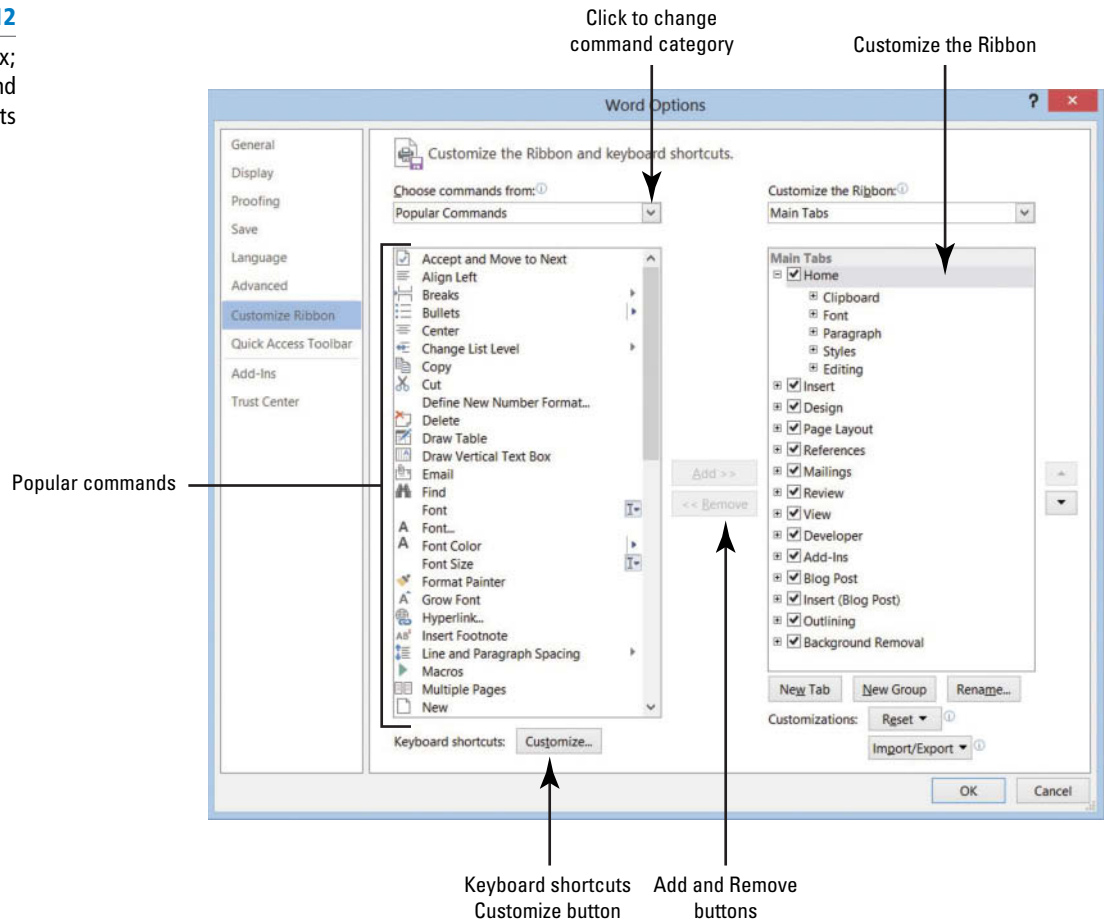 12
x;
nd
ts
Click to change
command category
Customize the Ribbon
Word Options
?
General
Display
Proofing
Save
Language
Advanced
Customize Ribbon
Quick Access Toolbar
Add-Ins
Trust Center
Customize the Ribbon and keyboard shortcuts.
Choose commands from:
Popular Commands
Accept and Move to Next
Align Left
Breaks
Bullets
Center
Change List Level
Copy
Cut
Define New Number Format...
Delete
Draw Table
Draw Vertical Text Box
Email
Find
Font
Font...
Font Color
Font Size
Format Painter
Grow Font
Hyperlink...
Insert Footnote
Line and Paragraph Spacing
Macros
Multiple Pages
New
Keyboard shortcuts: Customize...
Add >>
<< Remove
Customize the Ribbon:
Main Tabs
Main Tabs
Home
Clipboard
Font
Paragraph
Styles
Editing
Insert
Design
Page Layout
References
Mailings
Review
View
Developer
Add-Ins
Blog Post
Insert (Blog Post)
Outlining
Background Removal
New Tab New Group Rename...
Customizations: Reset
Import/Export
OK Cancel
Popular commands
Keyboard shortcuts
Customize button
Add and Remove
buttons